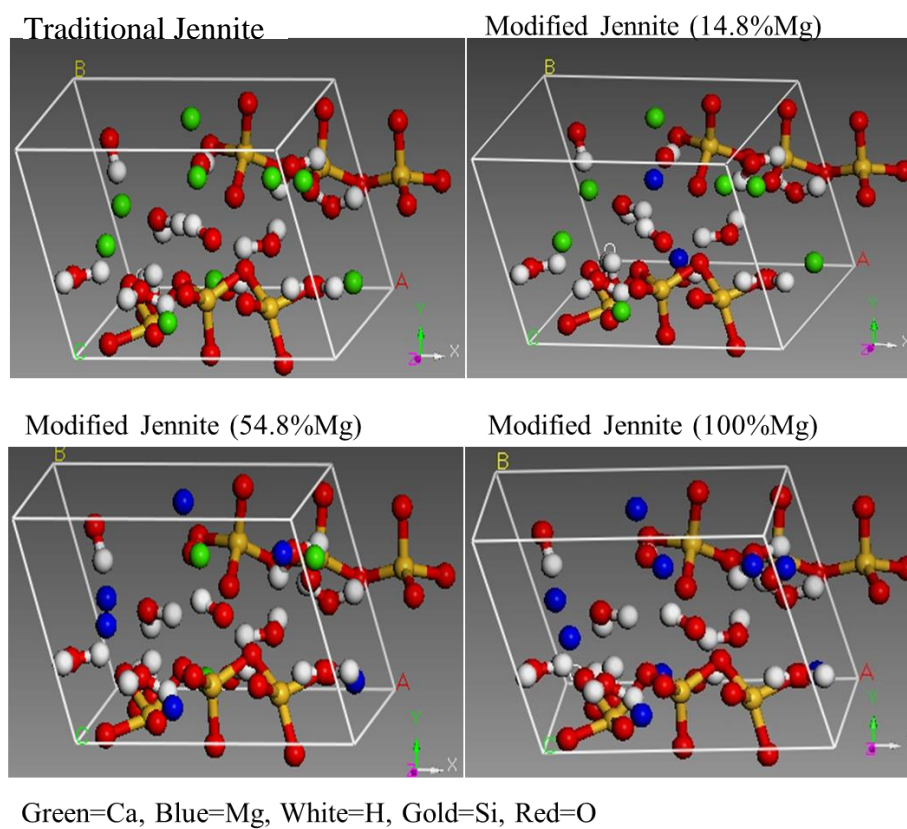 Traditional Jennite
Modified Jennite (14.8%Mg)
B
A
C
Y
X
Z
B
O
A
C
Y
X
Z
Modified Jennite (54.8%Mg)
Modified Jennite (100%Mg)
B
A
C
Y
X
Z
B
A
C
Y
X
Z
Green=Ca, Blue=Mg, White=H, Gold=Si, Red=O